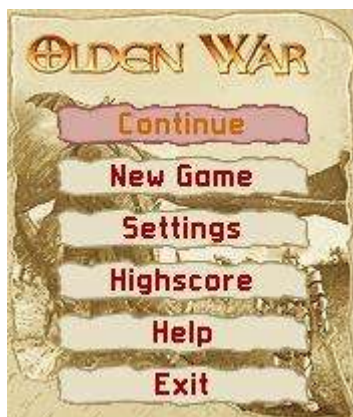 OLDEN WAR
Continue
New Game
Settings
Highscore
Help
Exit